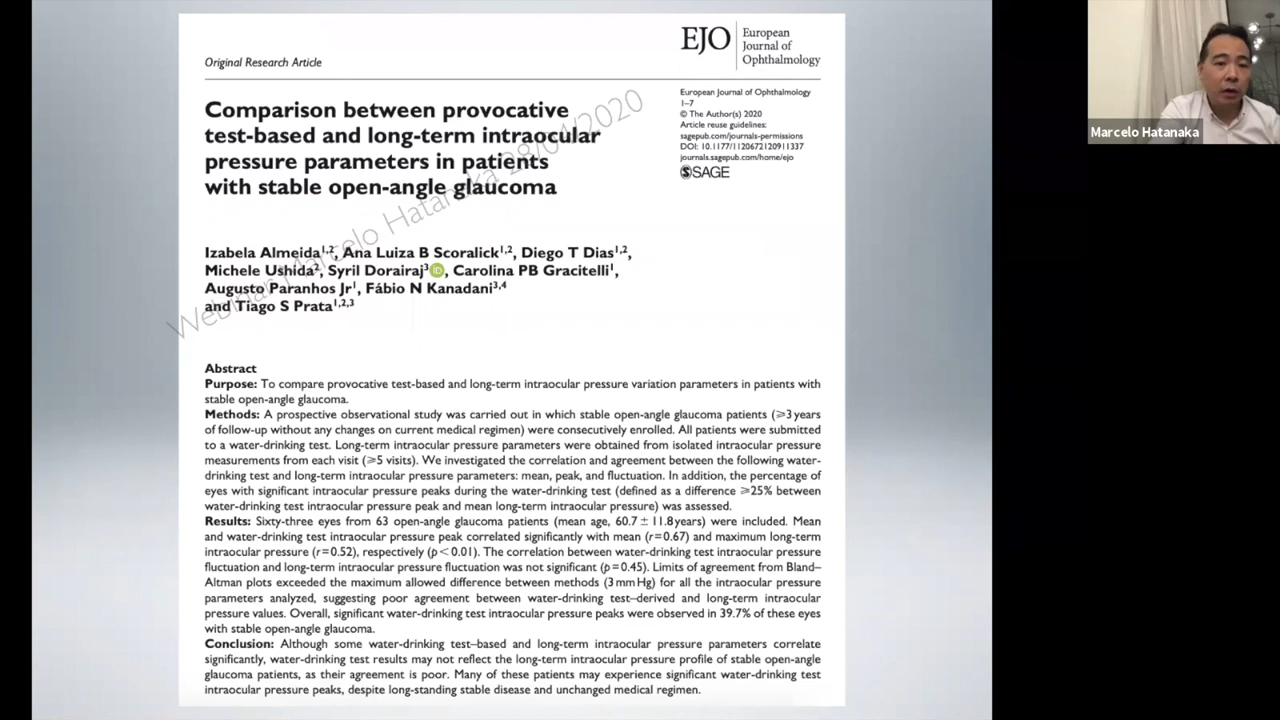 EJO
European
Journal of
Ophthalmology
Original Research Article
Comparison between provocative
test-based and long-term intraocular
pressure parameters in patients
with stable open-angle glaucoma
European Journal of Ophthalmology
1–7
© The Author(s) 2020
Article reuse guidelines:
sagepub.com/journals-permissions
DOI: 10.1177/1120672120911337
journals.sagepub.com/home/ejo
SAGE
Izabela Almeida1,2, Ana Luiza B Scoralick1,2, Diego T Dias1,2,
Michele Ushida2, Syril Dorairaj3 iD, Carolina PB Gracitelli1,
Augusto Paranhos Jr1, Fábio N Kanadani3,4
and Tiago S Prata1,2,3
Webinar Marcelo Hatanaka 28/04/2020
Abstract
Purpose: To compare provocative test-based and long-term intraocular pressure variation parameters in patients with
stable open-angle glaucoma.
Methods: A prospective observational study was carried out in which stable open-angle glaucoma patients (⩾3 years
of follow-up without any changes on current medical regimen) were consecutively enrolled. All patients were submitted
to a water-drinking test. Long-term intraocular pressure parameters were obtained from isolated intraocular pressure
measurements from each visit (⩾5 visits). We investigated the correlation and agreement between the following water-
drinking test and long-term intraocular pressure parameters: mean, peak, and fluctuation. In addition, the percentage of
eyes with significant intraocular pressure peaks during the water-drinking test (defined as a difference ⩾25% between
water-drinking test intraocular pressure peak and mean long-term intraocular pressure) was assessed.
Results: Sixty-three eyes from 63 open-angle glaucoma patients (mean age, 60.7 ± 11.8 years) were included. Mean
and water-drinking test intraocular pressure peak correlated significantly with mean (r = 0.67) and maximum long-term
intraocular pressure (r = 0.52), respectively (p < 0.01). The correlation between water-drinking test intraocular pressure
fluctuation and long-term intraocular pressure fluctuation was not significant (p = 0.45). Limits of agreement from Bland–
Altman plots exceeded the maximum allowed difference between methods (3 mm Hg) for all the intraocular pressure
parameters analyzed, suggesting poor agreement between water-drinking test–derived and long-term intraocular
pressure values. Overall, significant water-drinking test intraocular pressure peaks were observed in 39.7% of these eyes
with stable open-angle glaucoma.
Conclusion: Although some water-drinking test–based and long-term intraocular pressure parameters correlate
significantly, water-drinking test results may not reflect the long-term intraocular pressure profile of stable open-angle
glaucoma patients, as their agreement is poor. Many of these patients may experience significant water-drinking test
intraocular pressure peaks, despite long-standing stable disease and unchanged medical regimen.
Marcelo Hatanaka